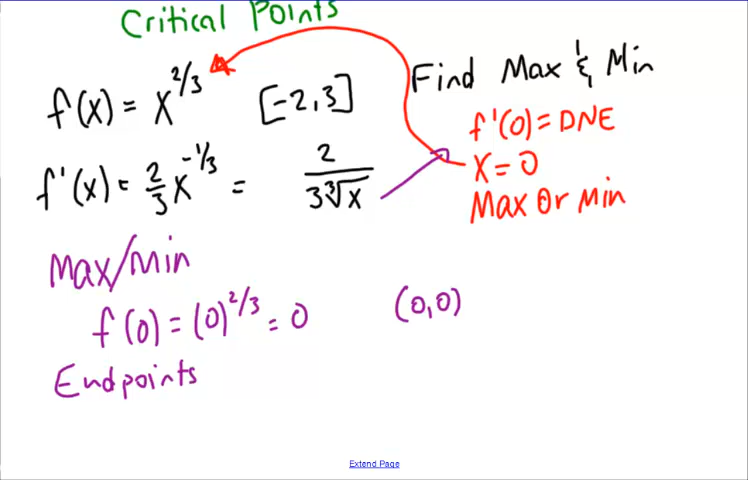 Critical Points
f(x) = x^2/3 [-2,3] Find Max & Min
f'(0) = DNE
f'(x) = 2/3 x^-1/3 = 2/(3∛x) x = 0
Max Or Min
Max/Min
f(0) = (0)^2/3 = 0 (0,0)
Endpoints
Extend Page